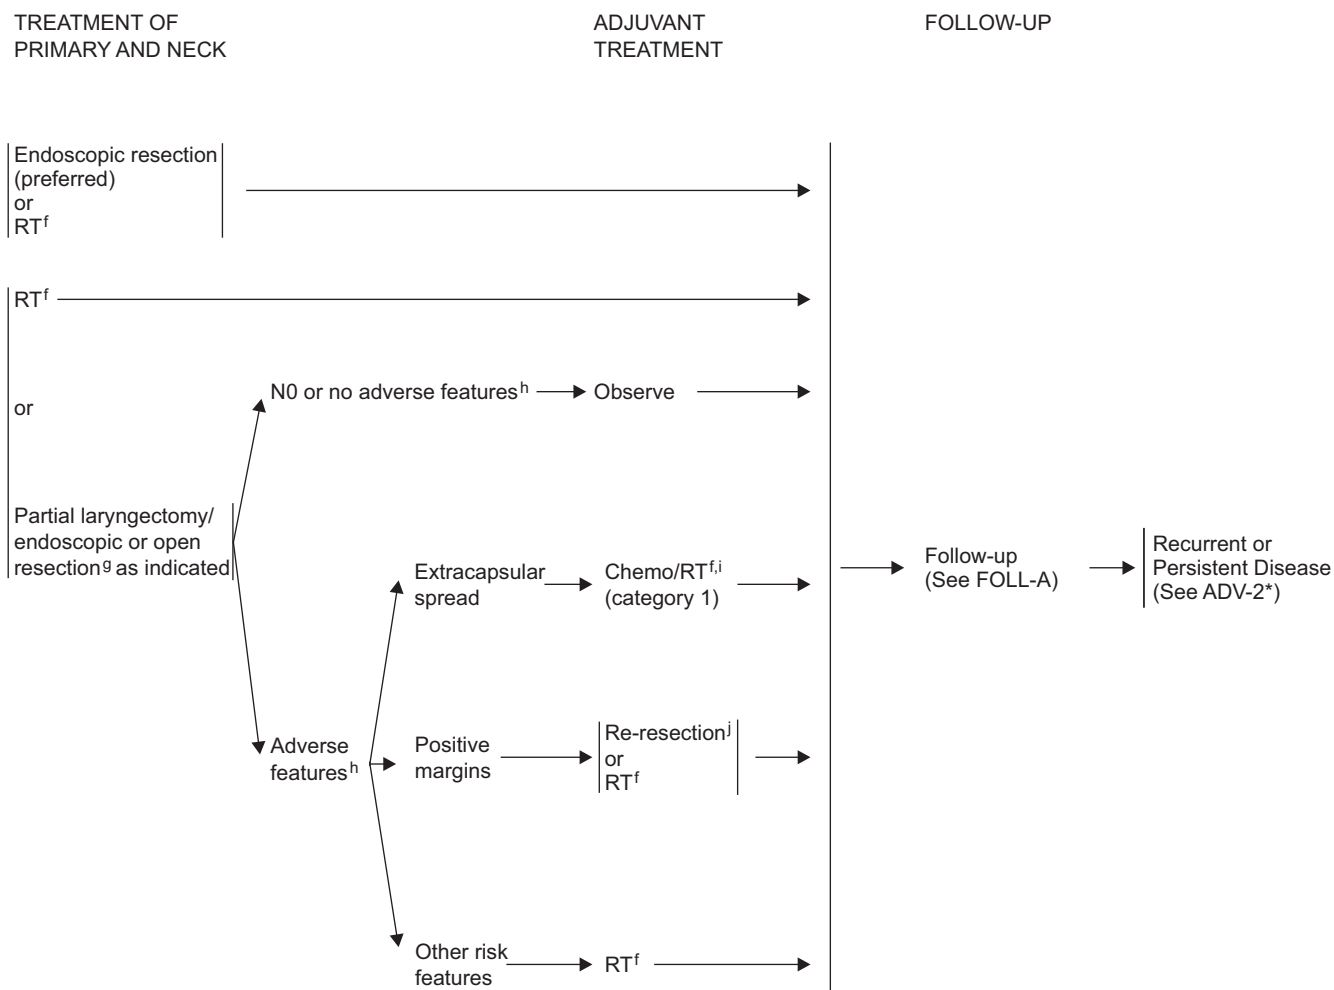 TREATMENT OF
PRIMARY AND NECK
ADJUVANT
TREATMENT
FOLLOW-UP
Endoscopic resection
(preferred)
or
RTᶠ
RTᶠ
or
Partial laryngectomy/
endoscopic or open
resectionᵍ as indicated
N0 or no adverse featuresʰ
Observe
Adverse
featuresʰ
Extracapsular
spread
Chemo/RTᶠ,ⁱ
(category 1)
Positive
margins
Re-resectionʲ
or
RTᶠ
Other risk
features
RTᶠ
Follow-up
(See FOLL-A)
Recurrent or
Persistent Disease
(See ADV-2*)